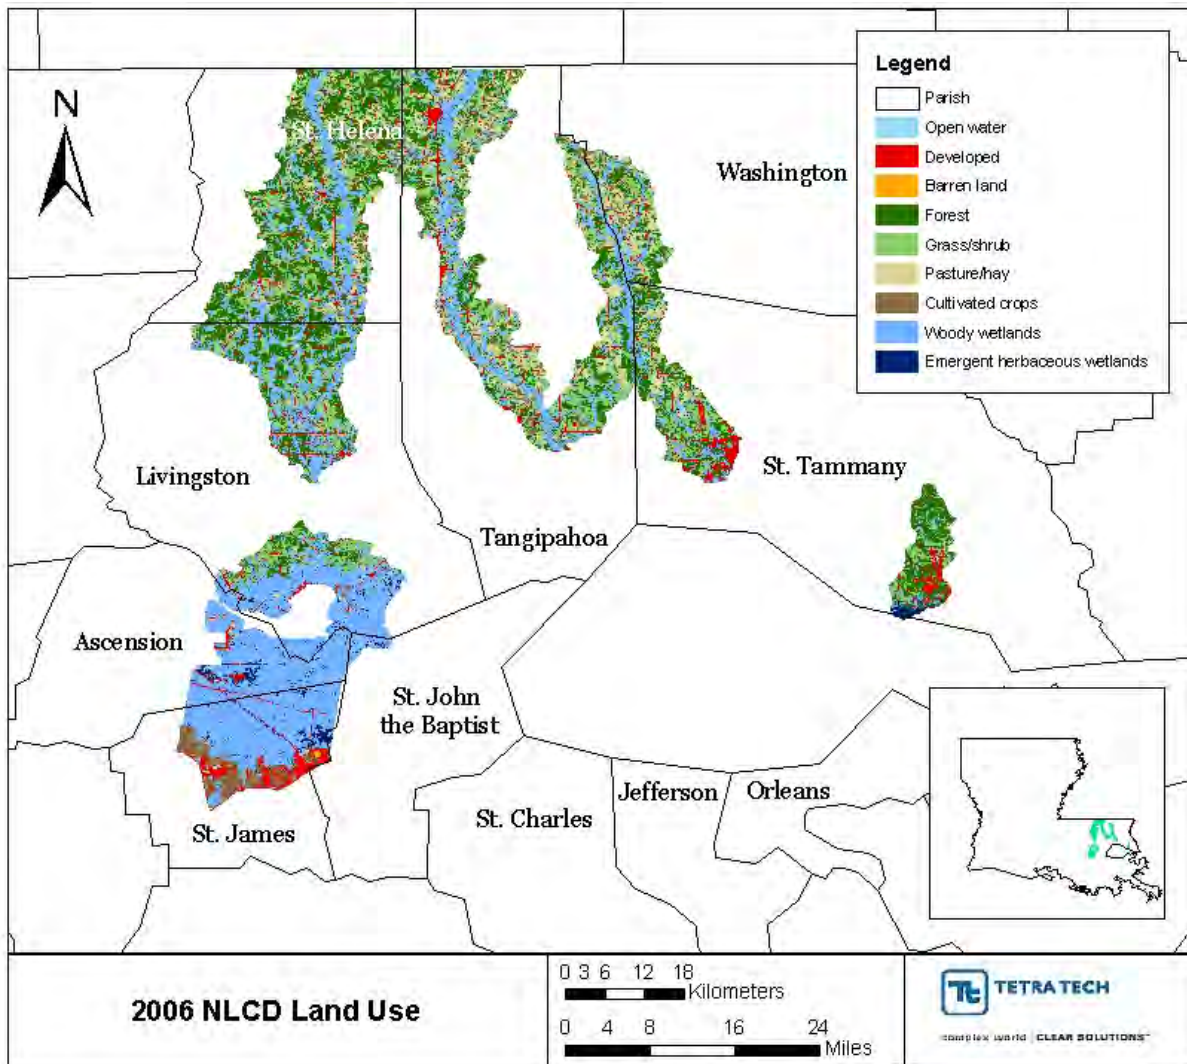 Legend
Parish
Open water
Developed
Barren land
Forest
Grass/shrub
Pasture/hay
Cultivated crops
Woody wetlands
Emergent herbaceous wetlands
N
St. Helena
Washington
Livingston
St. Tammany
Tangipahoa
Ascension
St. John
the Baptist
Jefferson
Orleans
St. Charles
St. James
2006 NLCD Land Use
0 3 6 12 18
Kilometers
0 4 8 16 24
Miles
Tt TETRA TECH
complex world | CLEAR SOLUTIONS™